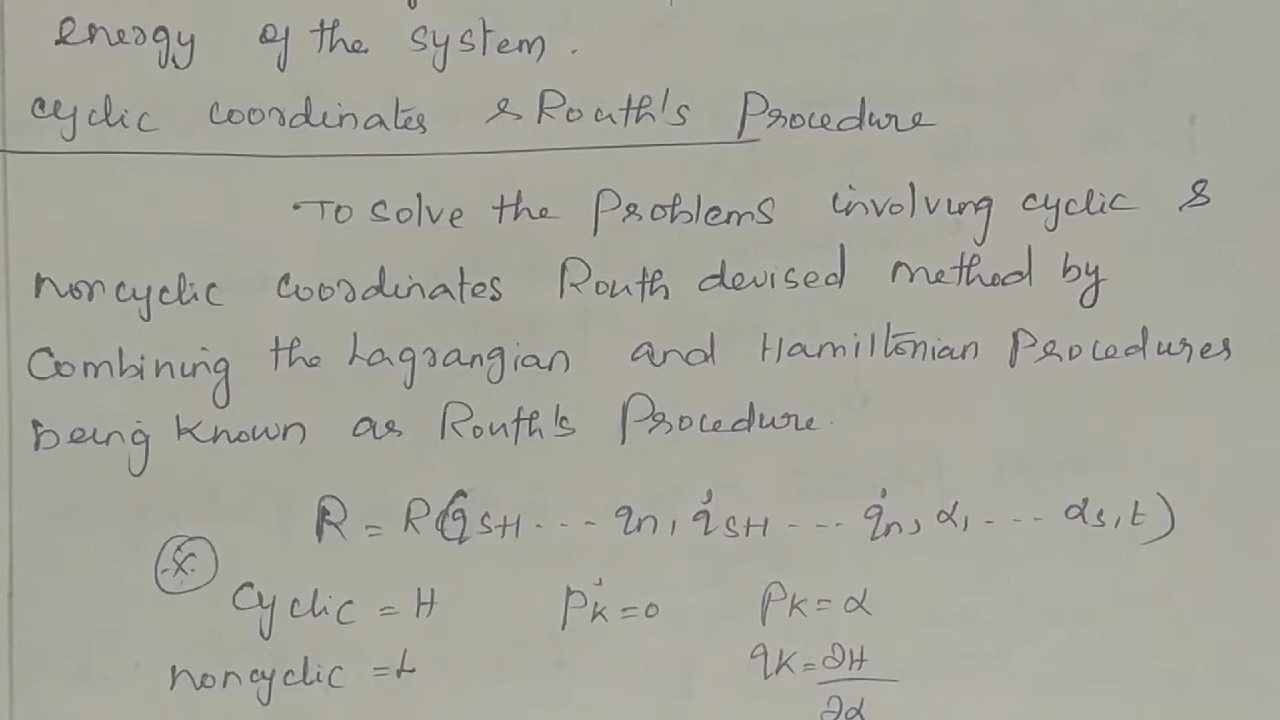 energy of the system.
cyclic coordinates & Routh's Procedure
To solve the Problems involving cyclic &
noncyclic coordinates Routh devised method by
Combining the Lagrangian and Hamiltonian Procedures
being known as Routh's Procedure.
R = R(qs+1 ... qn, q̇s+1 ... q̇n, α1 ... αs, t)
cyclic = H ṗk = 0 Pk = α
noncyclic = L qk = ∂H
∂α